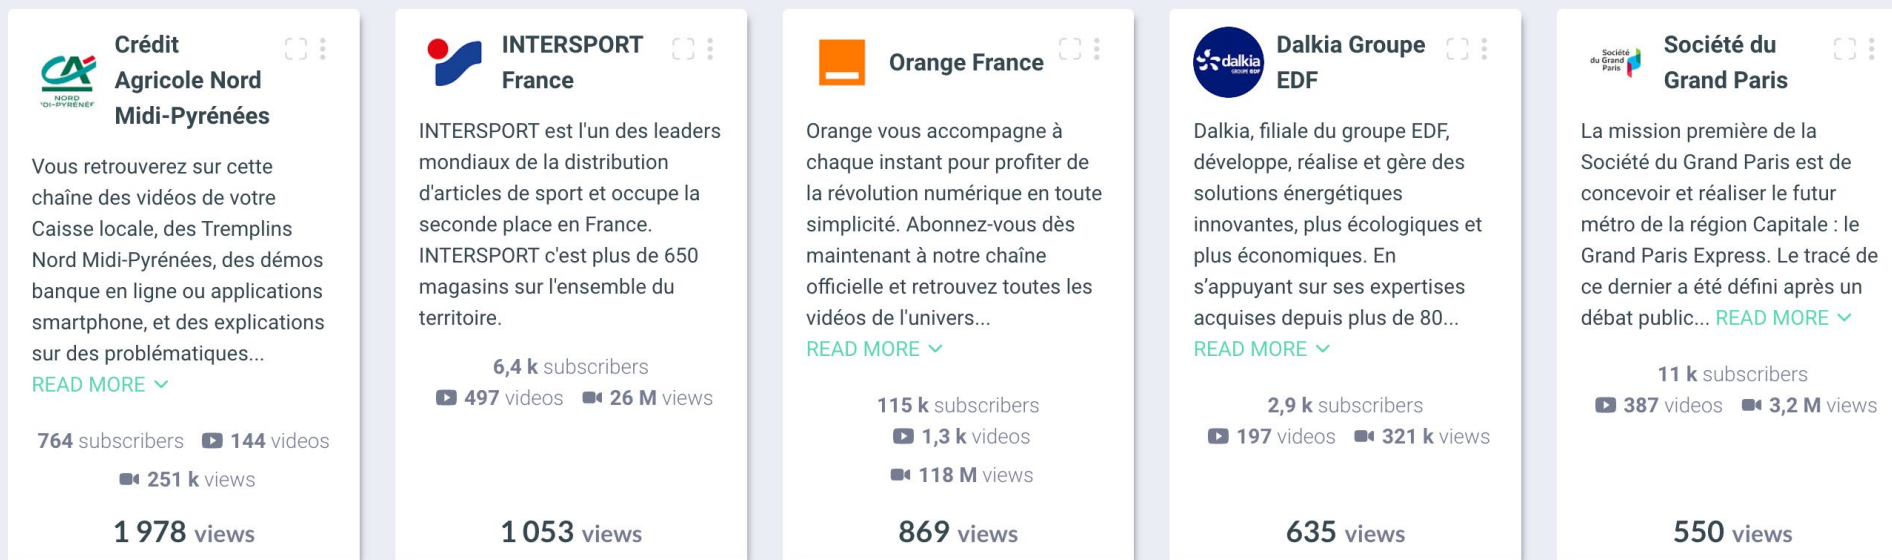 Crédit
Agricole Nord
Midi-Pyrénées
NORD
Vous retrouverez sur cette
chaîne des vidéos de votre
Caisse locale, des Tremplins
Nord Midi-Pyrénées, des démos
banque en ligne ou applications
smartphone, et des explications
sur des problématiques...
READ MORE
764 subscribers 144 videos
251 k views
1 978 views
INTERSPORT
France
INTERSPORT est l'un des leaders
mondiaux de la distribution
d'articles de sport et occupe la
seconde place en France.
INTERSPORT c'est plus de 650
magasins sur l'ensemble du
territoire.
6,4 k subscribers
497 videos 26 M views
1 053 views
Orange France
Orange vous accompagne à
chaque instant pour profiter de
la révolution numérique en toute
simplicité. Abonnez-vous dès
maintenant à notre chaîne
officielle et retrouvez toutes les
vidéos de l'univers...
READ MORE
115 k subscribers
1,3 k videos
118 M views
869 views
dalkia
GROUPE EDF
Dalkia Groupe
EDF
Dalkia, filiale du groupe EDF,
développe, réalise et gère des
solutions énergétiques
innovantes, plus écologiques et
plus économiques. En
s’appuyant sur ses expertises
acquises depuis plus de 80...
READ MORE
2,9 k subscribers
197 videos 321 k views
635 views
Société
du Grand
Paris
Société du
Grand Paris
La mission première de la
Société du Grand Paris est de
concevoir et réaliser le futur
métro de la région Capitale : le
Grand Paris Express. Le tracé de
ce dernier a été défini après un
débat public... READ MORE
11 k subscribers
387 videos 3,2 M views
550 views